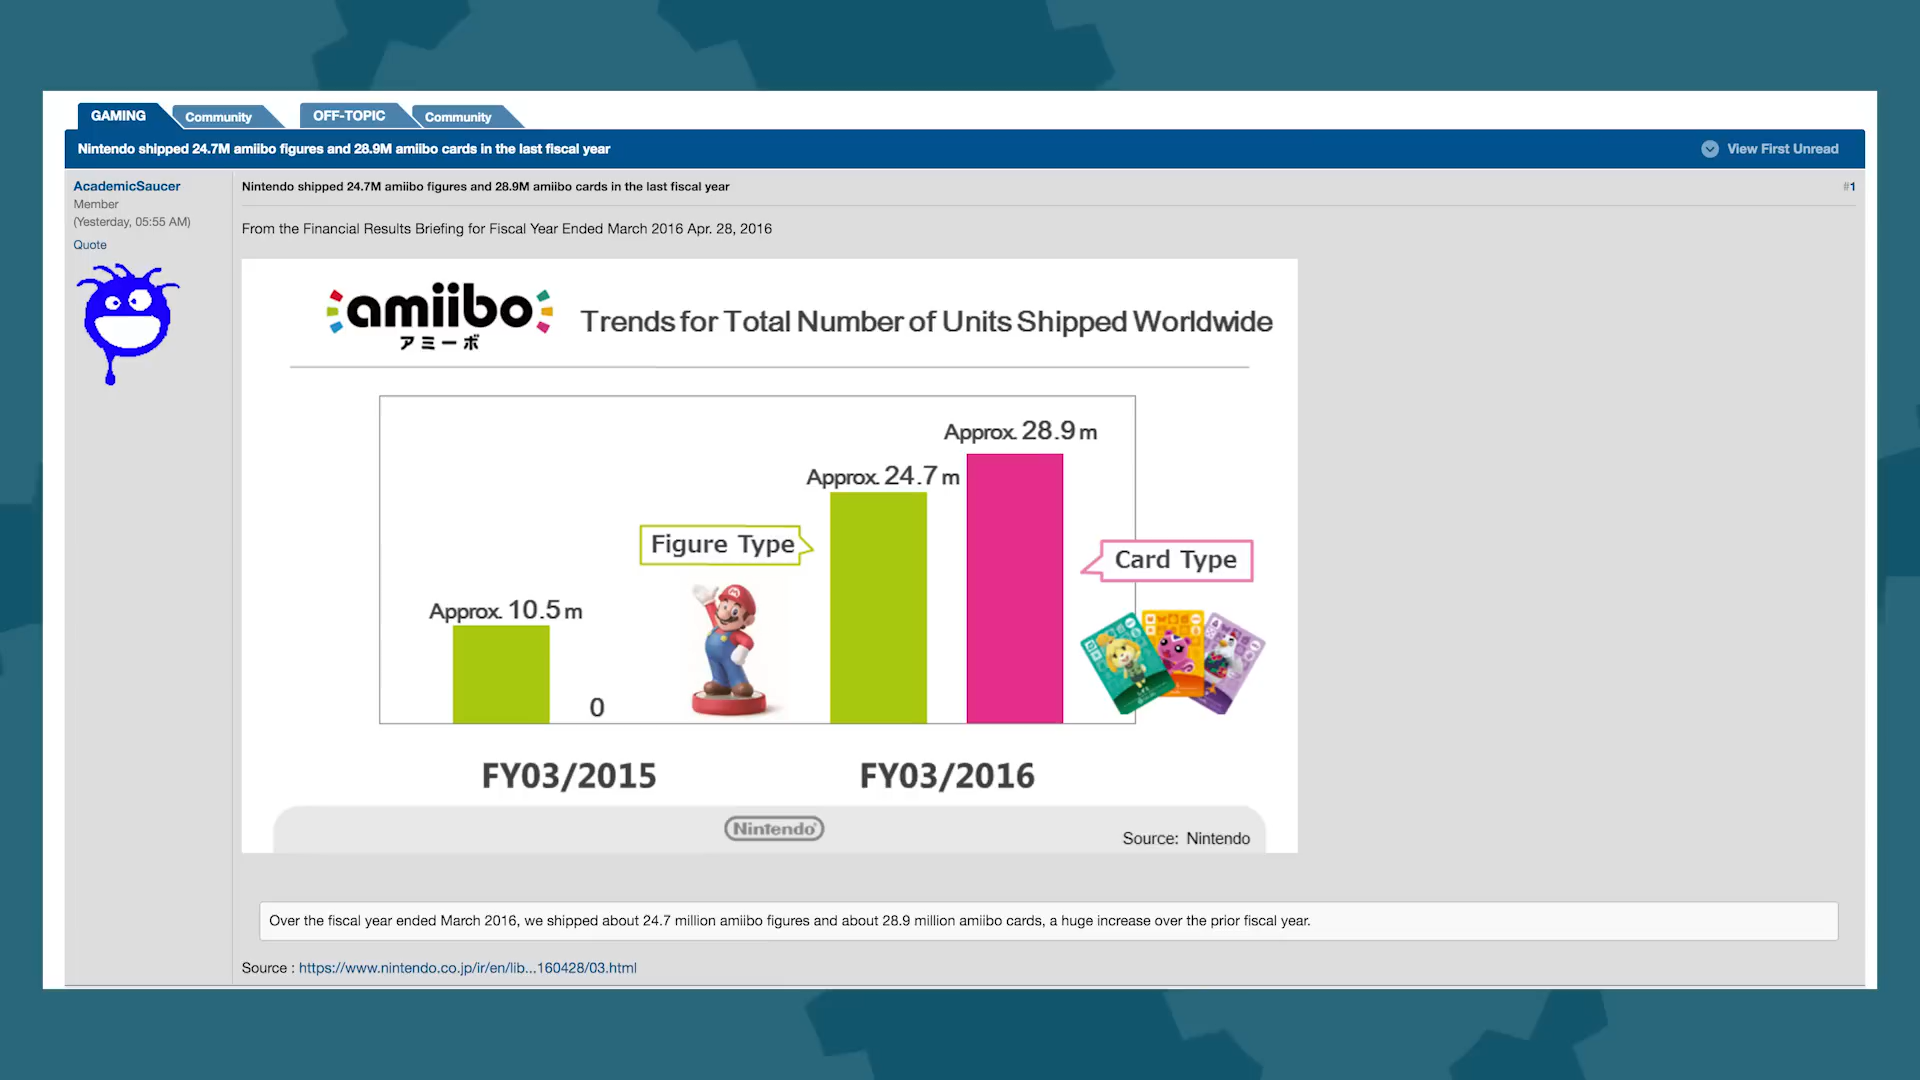 GAMING
Community
OFF-TOPIC
Community
Nintendo shipped 24.7M amiibo figures and 28.9M amiibo cards in the last fiscal year
View First Unread
AcademicSaucer
Member
(Yesterday, 05:55 AM)
Quote
Nintendo shipped 24.7M amiibo figures and 28.9M amiibo cards in the last fiscal year
#1
From the Financial Results Briefing for Fiscal Year Ended March 2016 Apr. 28, 2016
amiibo
アミーボ
Trends for Total Number of Units Shipped Worldwide
Approx. 28.9 m
Approx. 24.7 m
Figure Type
Card Type
Approx. 10.5 m
0
FY03/2015
FY03/2016
Nintendo
Source: Nintendo
Over the fiscal year ended March 2016, we shipped about 24.7 million amiibo figures and about 28.9 million amiibo cards, a huge increase over the prior fiscal year.
Source : https://www.nintendo.co.jp/ir/en/lib...160428/03.html